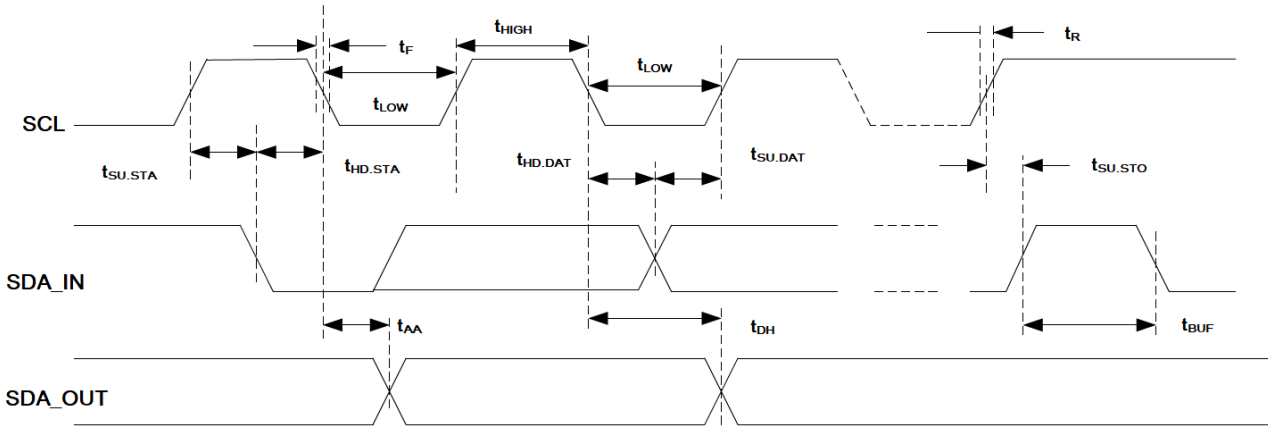 tHIGH
tF
tR
tLOW
tLOW
SCL
tSU.STA
tHD.STA
tHD.DAT
tSU.DAT
tSU.STO
SDA_IN
tAA
tDH
tBUF
SDA_OUT